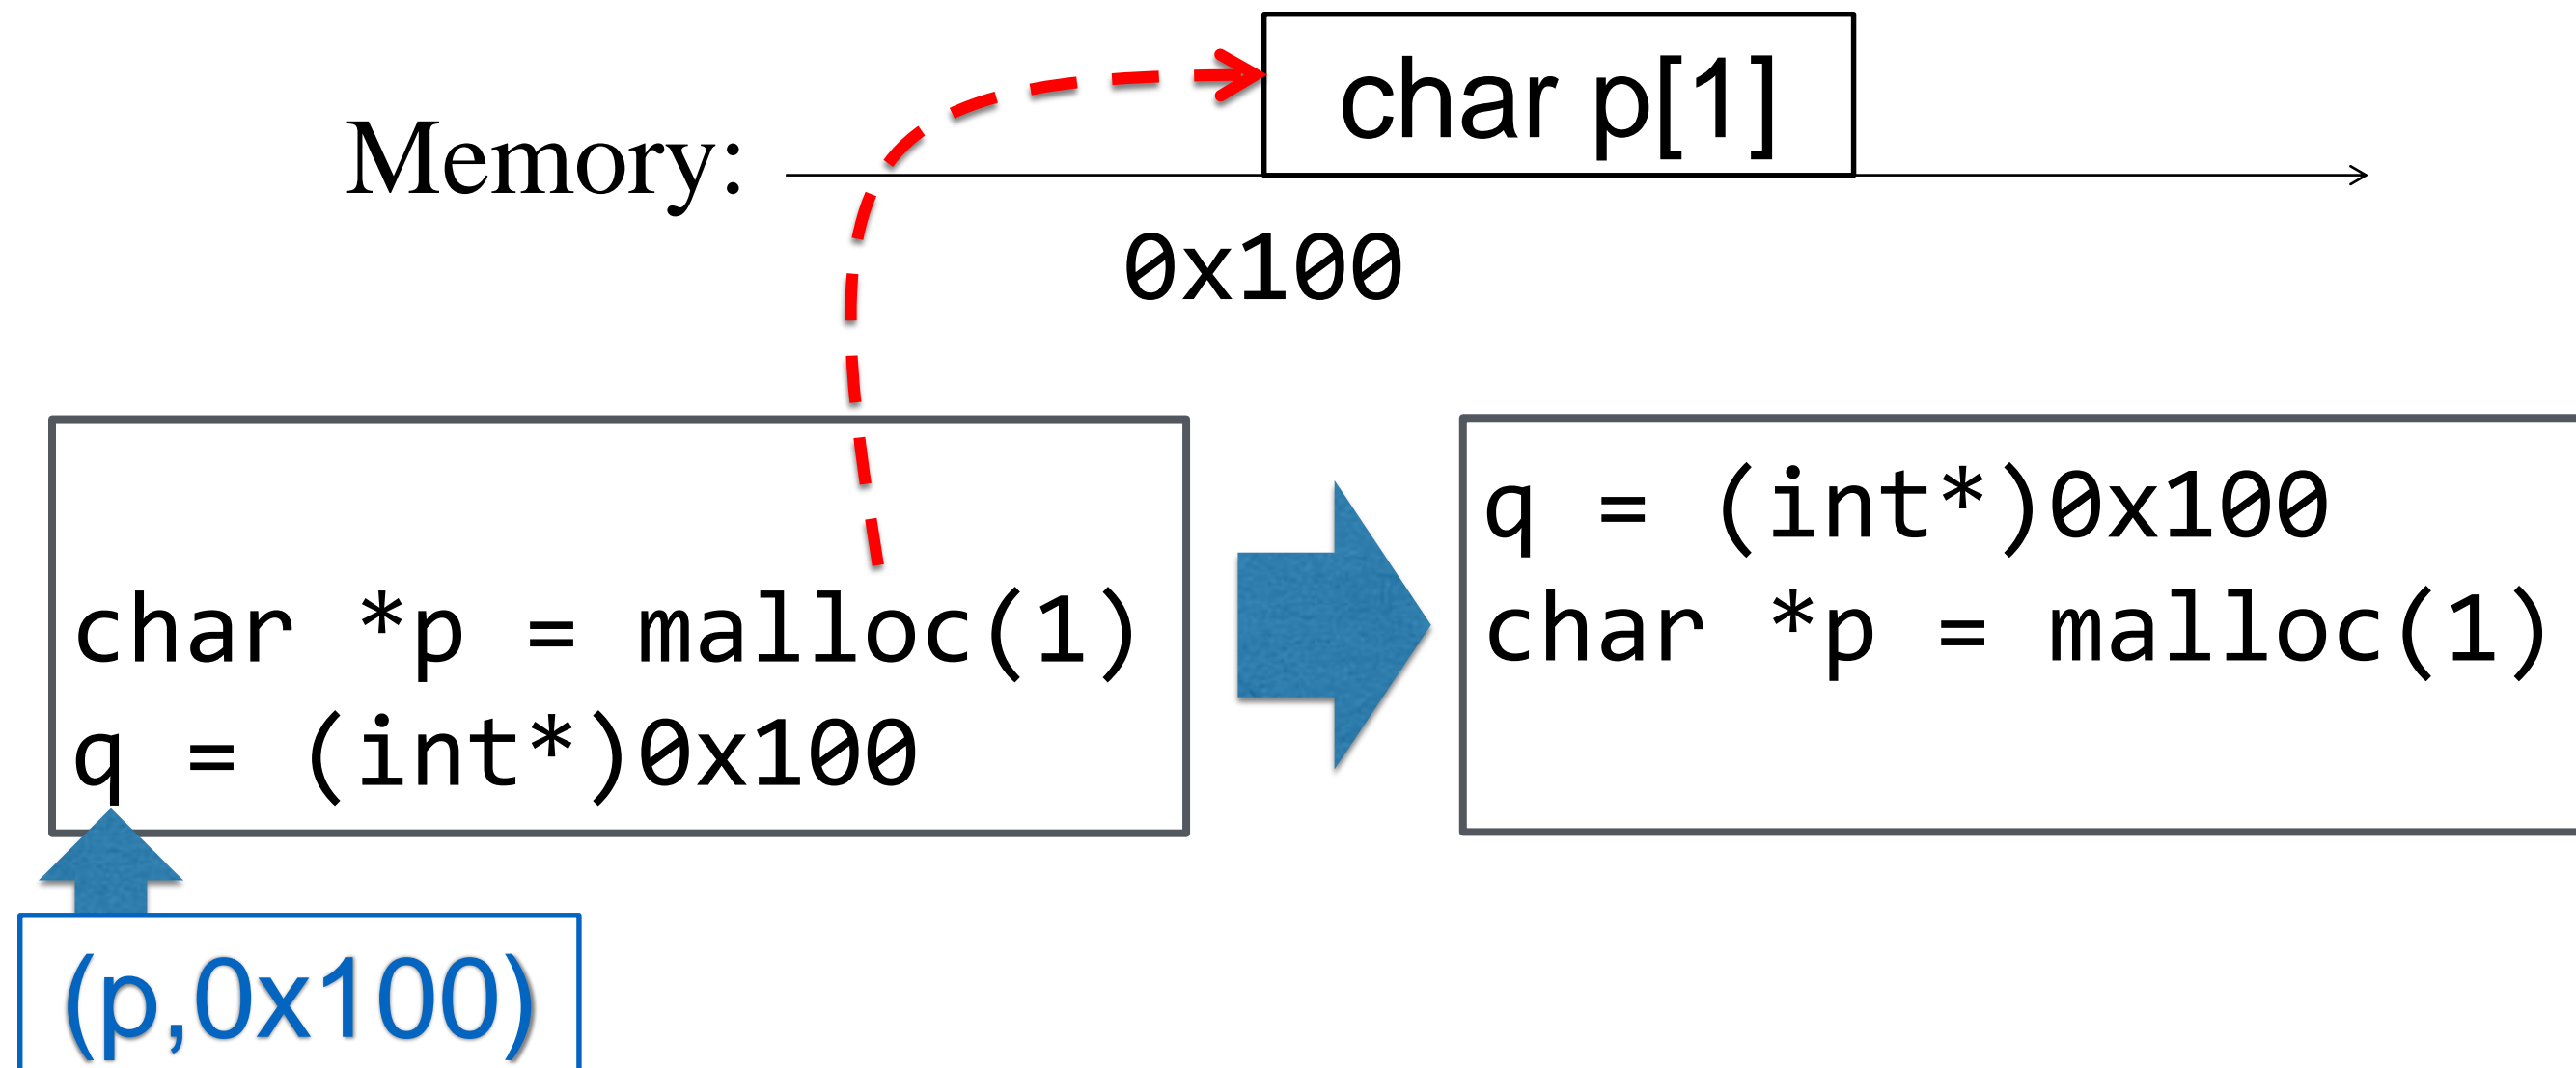 char p[1]
Memory:
0x100
char *p = malloc(1)
q = (int*)0x100
q = (int*)0x100
char *p = malloc(1)
(p,0x100)